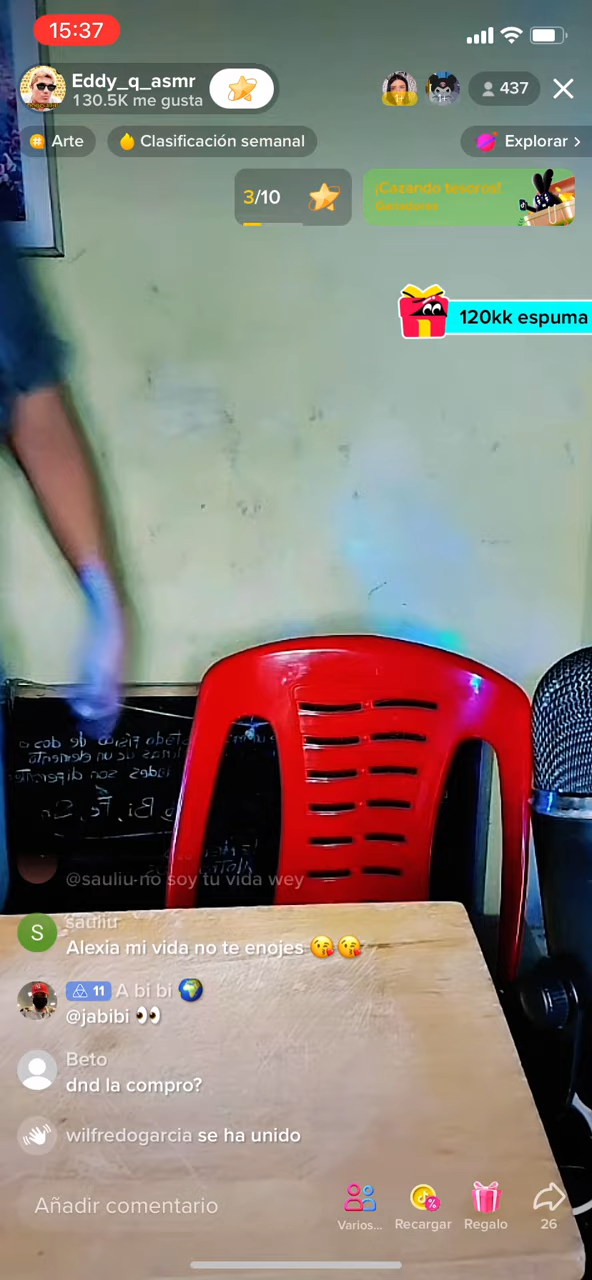 15:37
Eddy_q_asmr
130.5K me gusta
437
Arte
Clasificación semanal
Explorar >
3/10
¡Cazando tesoros!
Ganadores
120kk espuma
@sauliu-no soy tu vida wey
S
sauliu
Alexia mi vida no te enojes 😘😘
11 A bi bi 🌍
@jabibi 👀
Beto
dnd la compro?
wilfredogarcia se ha unido
Añadir comentario
Varios...
Recargar
Regalo
26